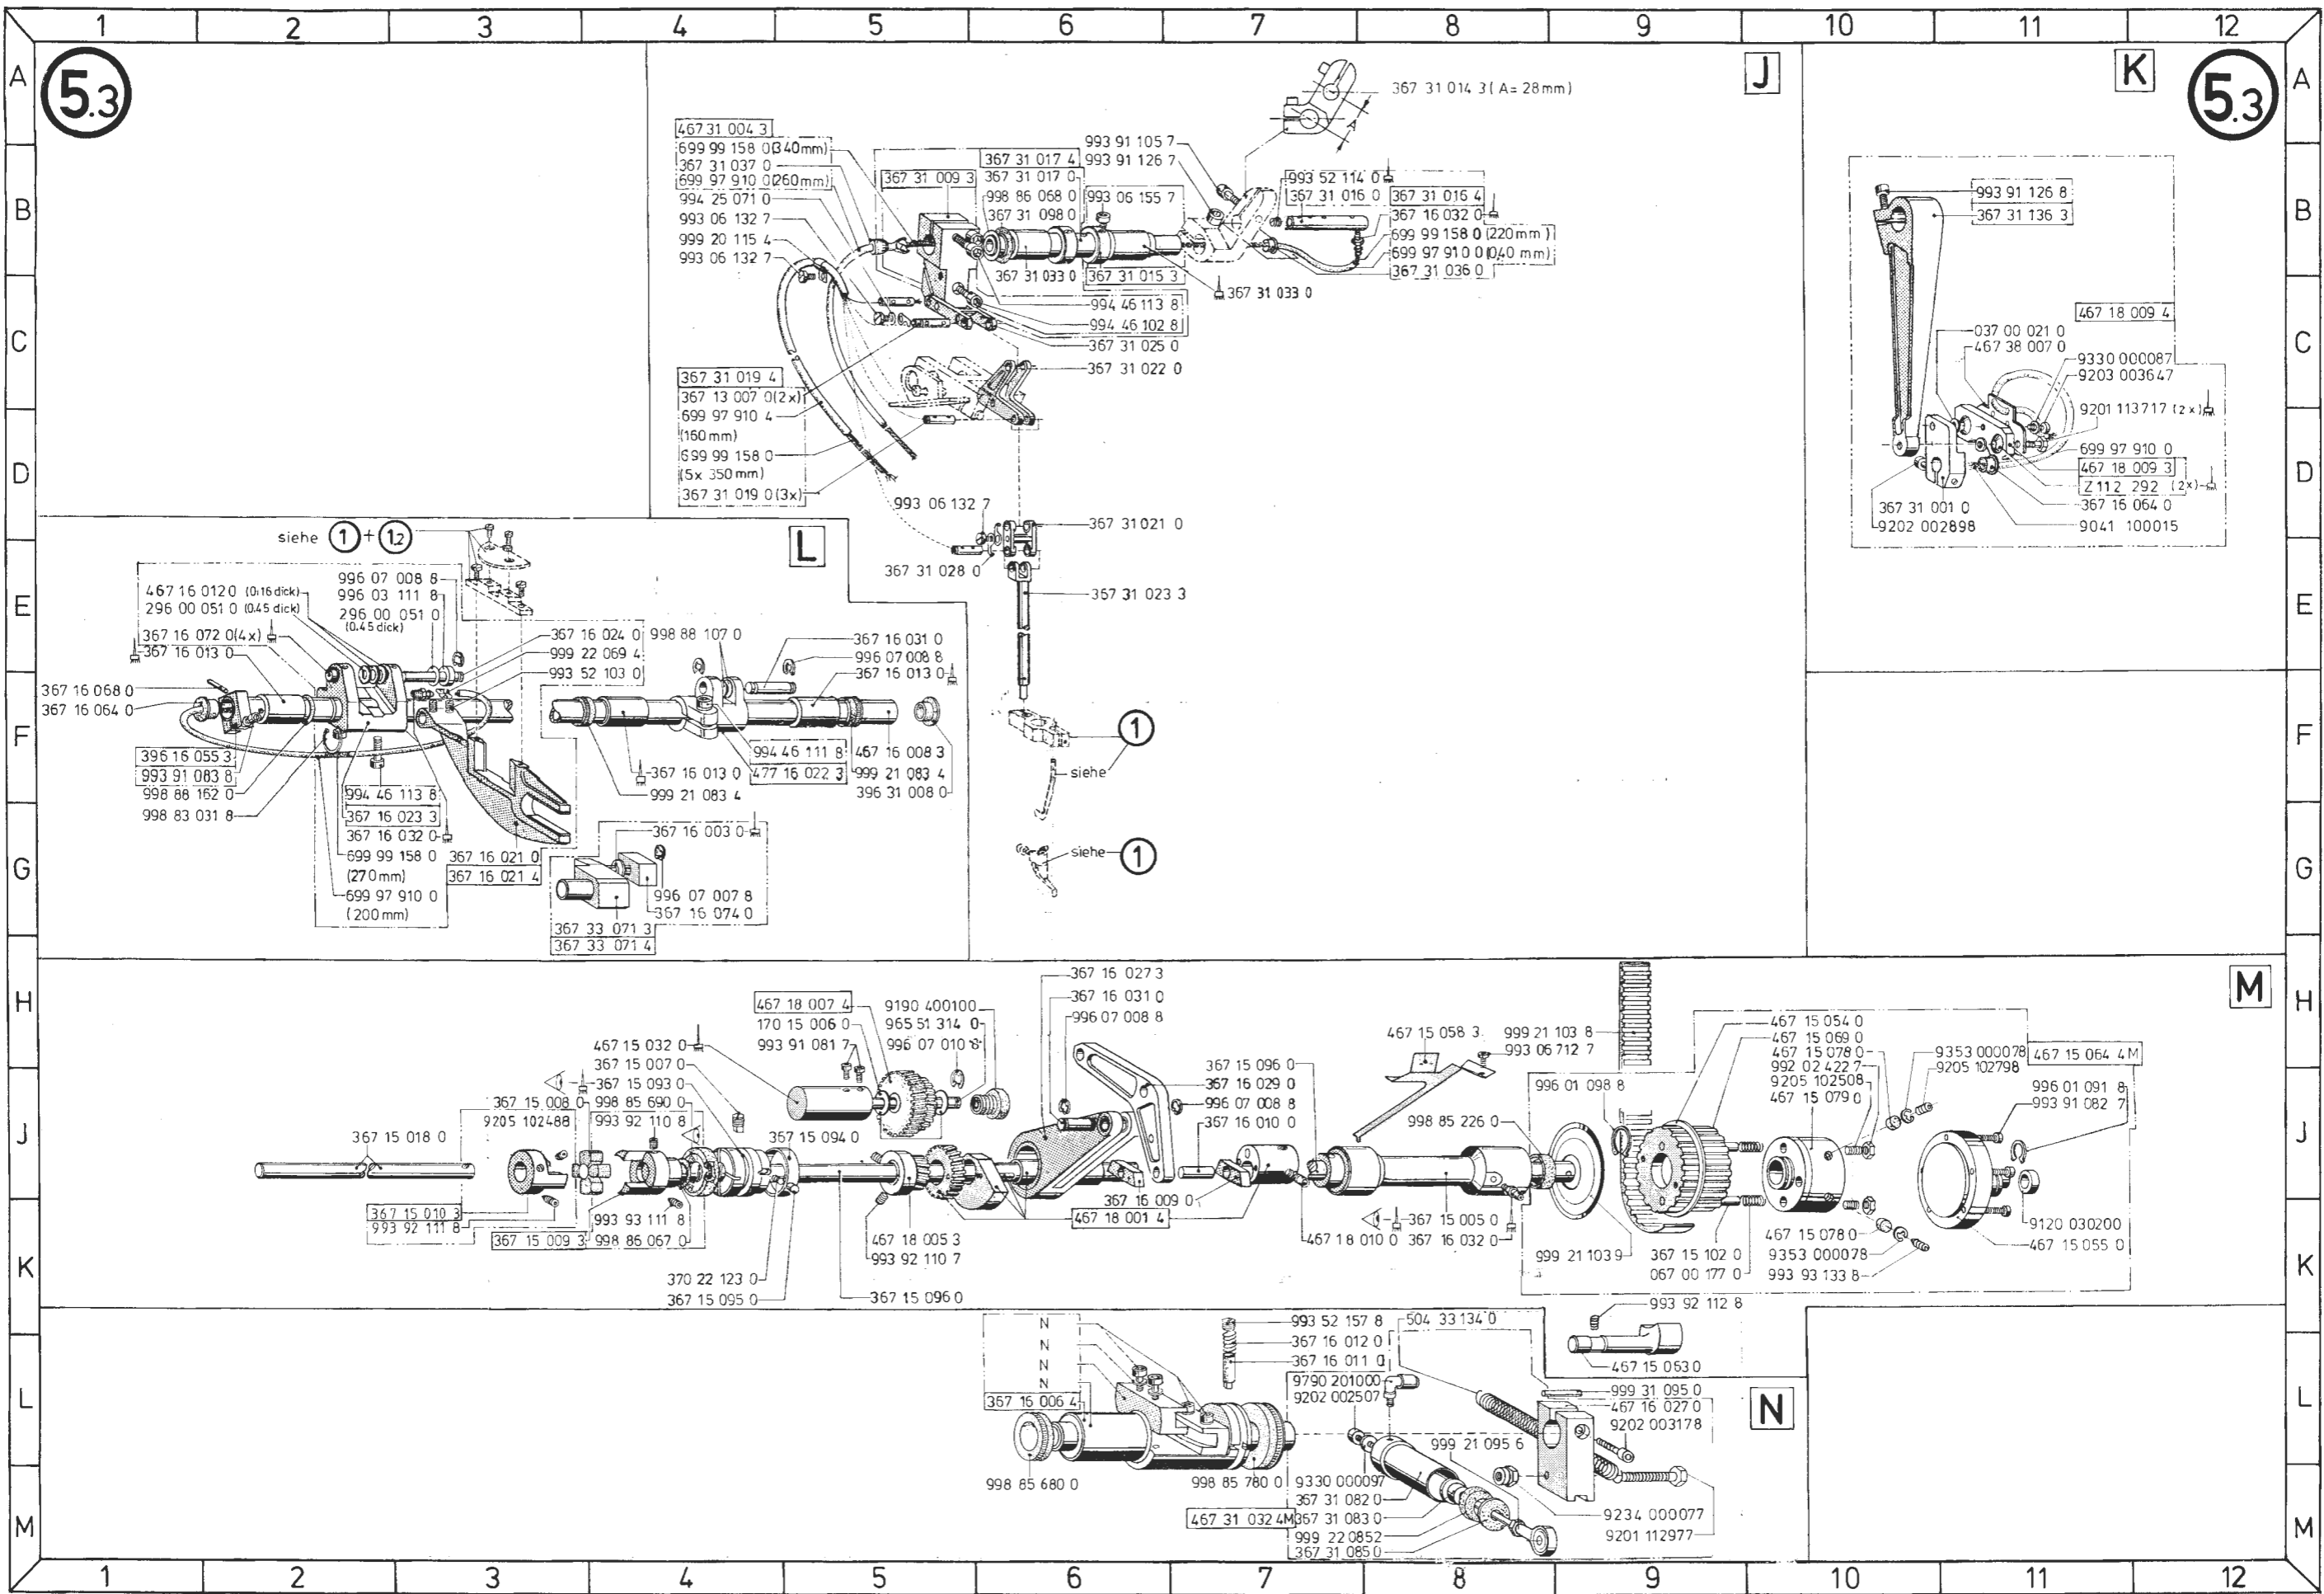 1 2 3 4 5 6 7 8 9 10 11 12
A
B
C
D
E
F
G
H
J
K
L
M
5.3
J
367 31 014 3 ( A= 28mm)
A
467 31 004 3
699 99 158 0 (340mm)
367 31 037 0
699 97 910 0 (260mm)
994 25 071 0
993 06 132 7
999 20 115 4
993 06 132 7
367 31 009 3
367 31 017 4
367 31 017 0
998 86 068 0
367 31 098 0
993 91 105 7
993 91 126 7
993 06 155 7
367 31 033 0
367 31 015 3
993 52 114 0
367 31 016 0
367 31 016 4
367 16 032 0
699 99 158 0 (220mm)
699 97 910 0 (040 mm)
367 31 036 0
367 31 033 0
994 46 113 8
994 46 102 8
367 31 025 0
367 31 022 0
367 31 019 4
367 13 007 0 (2x)
699 97 910 4
(160mm)
699 99 158 0
(5x 350mm)
367 31 019 0 (3x)
993 06 132 7
367 31 021 0
367 31 028 0
367 31 023 3
1
siehe
siehe 1
K
5.3
993 91 126 8
367 31 136 3
467 18 009 4
037 00 021 0
467 38 007 0
9330 000087
9203 003647
9201 113717 (2x)
699 97 910 0
467 18 009 3
Z 112 292 (2x)
367 16 064 0
9041 100015
367 31 001 0
9202 002898
L
siehe 1 + 1.2
467 16 012 0 (0,16 dick)
296 00 051 0 (0.45 dick)
367 16 072 0 (4x)
367 16 013 0
367 16 068 0
367 16 064 0
996 07 008 8
996 03 111 8
296 00 051 0
(0.45 dick)
367 16 024 0
999 22 069 4
993 52 103 0
998 88 107 0
367 16 031 0
996 07 008 8
367 16 013 0
396 16 055 3
993 91 083 8
998 88 162 0
998 83 031 8
994 46 113 8
367 16 023 3
367 16 032 0
699 99 158 0
(270mm)
699 97 910 0
(200mm)
367 16 021 0
367 16 021 4
994 46 111 8
477 16 022 3
467 16 008 3
999 21 083 4
396 31 008 0
367 16 013 0
999 21 083 4
367 16 003 0
996 07 007 8
367 16 074 0
367 33 071 3
367 33 071 4
M
367 16 027 3
367 16 031 0
996 07 008 8
467 18 007 4
170 15 006 0
993 91 081 7
9190 400100
965 51 314 0
996 07 010 8
467 15 032 0
367 15 007 0
367 15 093 0
998 85 690 0
367 15 008 0
9205 102488
993 92 110 8
367 15 018 0
367 15 094 0
367 15 010 3
993 92 111 8
367 15 009 3
993 93 111 8
998 86 067 0
370 22 123 0
367 15 095 0
467 18 005 3
993 92 110 7
367 15 096 0
367 15 096 0
367 16 029 0
996 07 008 8
367 16 010 0
367 16 009 0
467 18 001 4
467 15 058 3
999 21 103 8
993 06 712 7
998 85 226 0
367 15 005 0
467 18 010 0
367 16 032 0
996 01 098 8
999 21 103 9
467 15 054 0
467 15 069 0
467 15 078 0
992 02 422 7
9205 102508
467 15 079 0
9353 000078
9205 102798
467 15 064 4M
996 01 091 8
993 91 082 7
367 15 102 0
067 00 177 0
467 15 078 0
9353 000078
993 93 133 8
9120 030200
467 15 055 0
993 92 112 8
467 15 063 0
N
N
N
N
N
367 16 006 4
998 85 680 0
998 85 780 0
993 52 157 8
367 16 012 0
367 16 011 0
504 33 134 0
9790 201000
9202 002507
999 31 095 0
467 16 027 0
9202 003178
999 21 095 6
9330 000097
367 31 082 0
467 31 032 4M
367 31 083 0
999 22 085 2
367 31 085 0
9234 000077
9201 112977
A
B
C
D
E
F
G
H
J
K
L
M
1 2 3 4 5 6 7 8 9 10 11 12